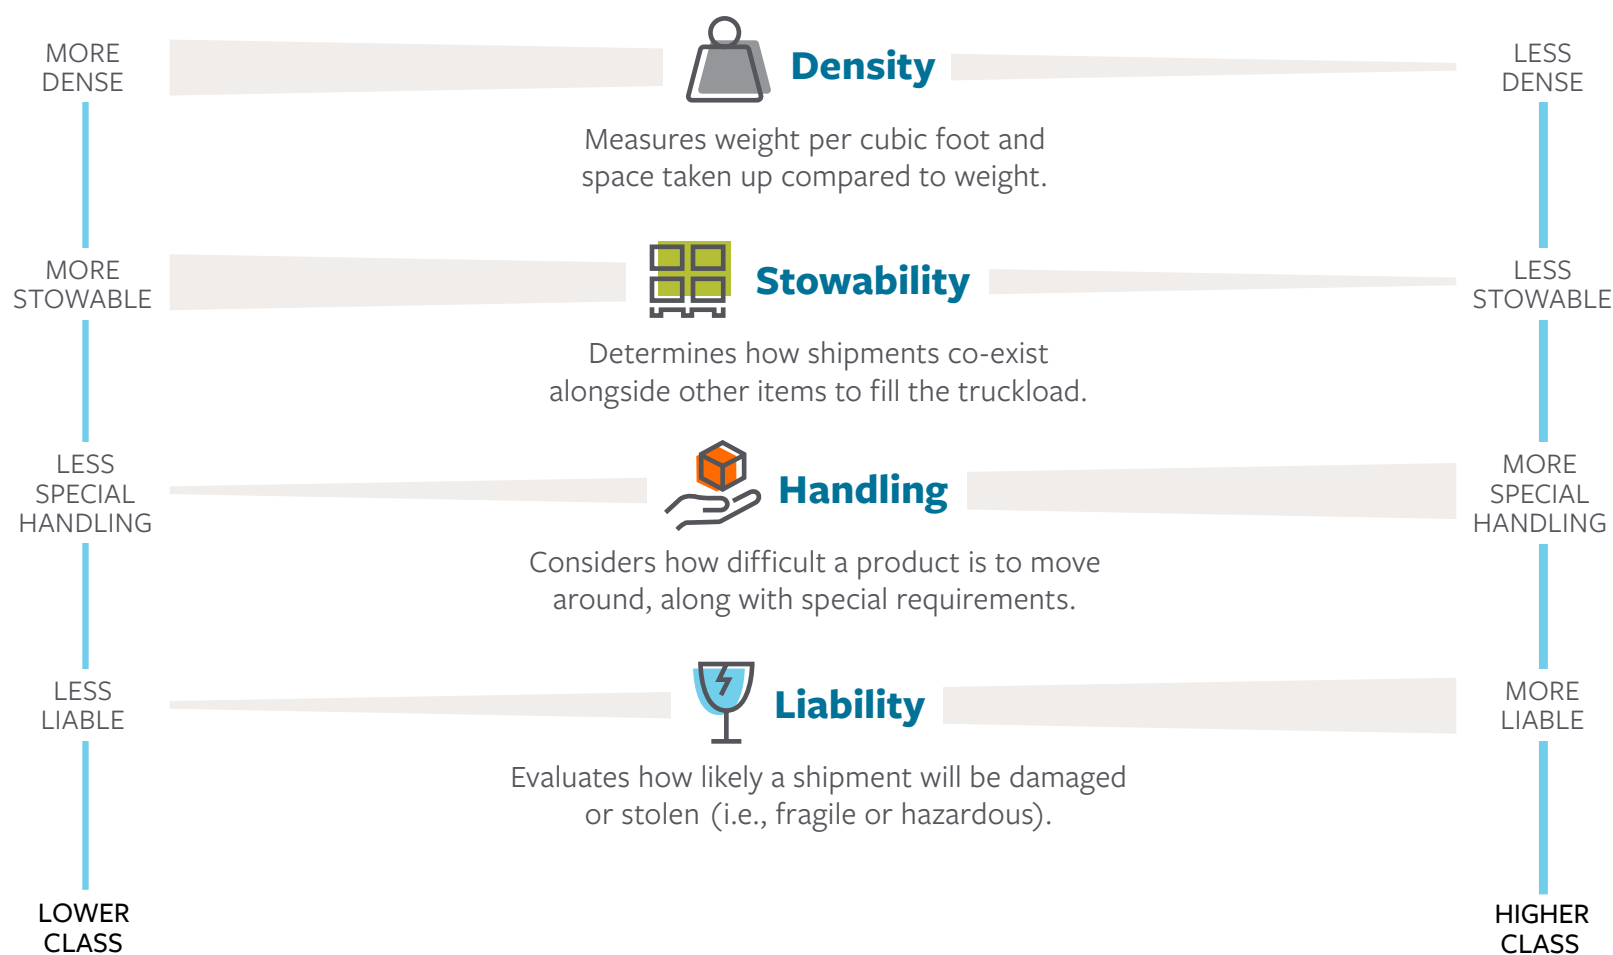 MORE
DENSE
Density
LESS
DENSE
Measures weight per cubic foot and
space taken up compared to weight.
MORE
STOWABLE
Stowability
LESS
STOWABLE
Determines how shipments co-exist
alongside other items to fill the truckload.
LESS
SPECIAL
HANDLING
Handling
MORE
SPECIAL
HANDLING
Considers how difficult a product is to move
around, along with special requirements.
LESS
LIABLE
Liability
MORE
LIABLE
Evaluates how likely a shipment will be damaged
or stolen (i.e., fragile or hazardous).
LOWER
CLASS
HIGHER
CLASS